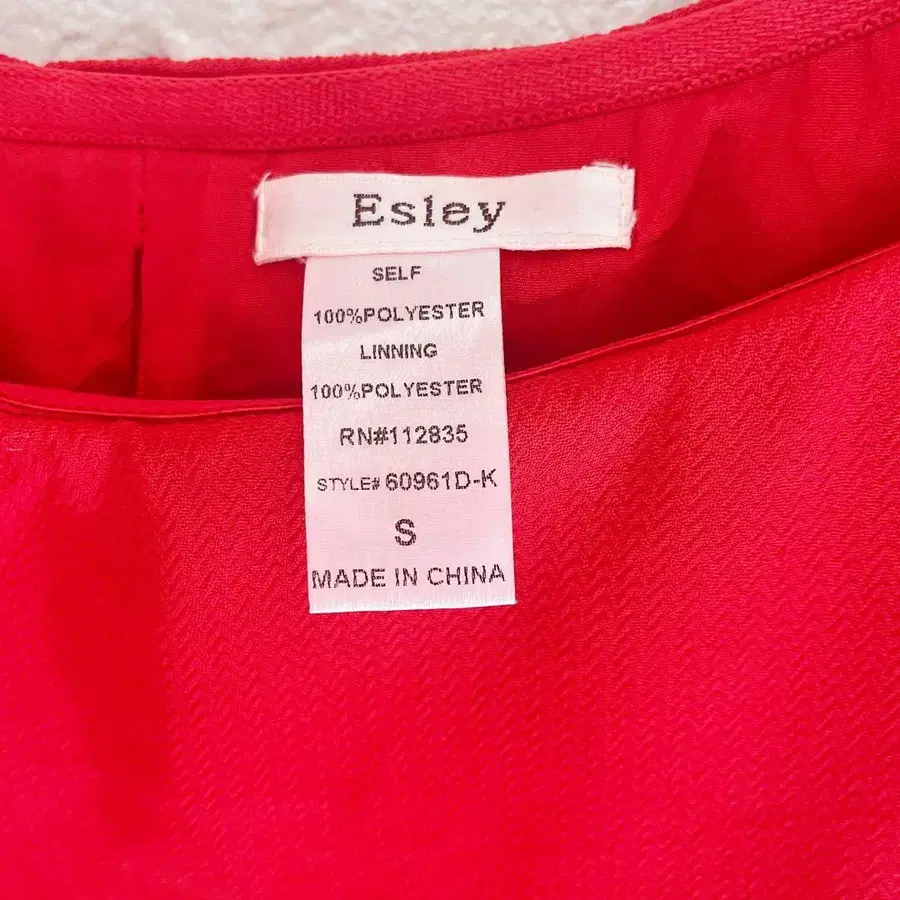 Esley
SELF
100%POLYESTER
LINNING
100%POLYESTER
RN#112835
STYLE# 60961D-K
S
MADE IN CHINA